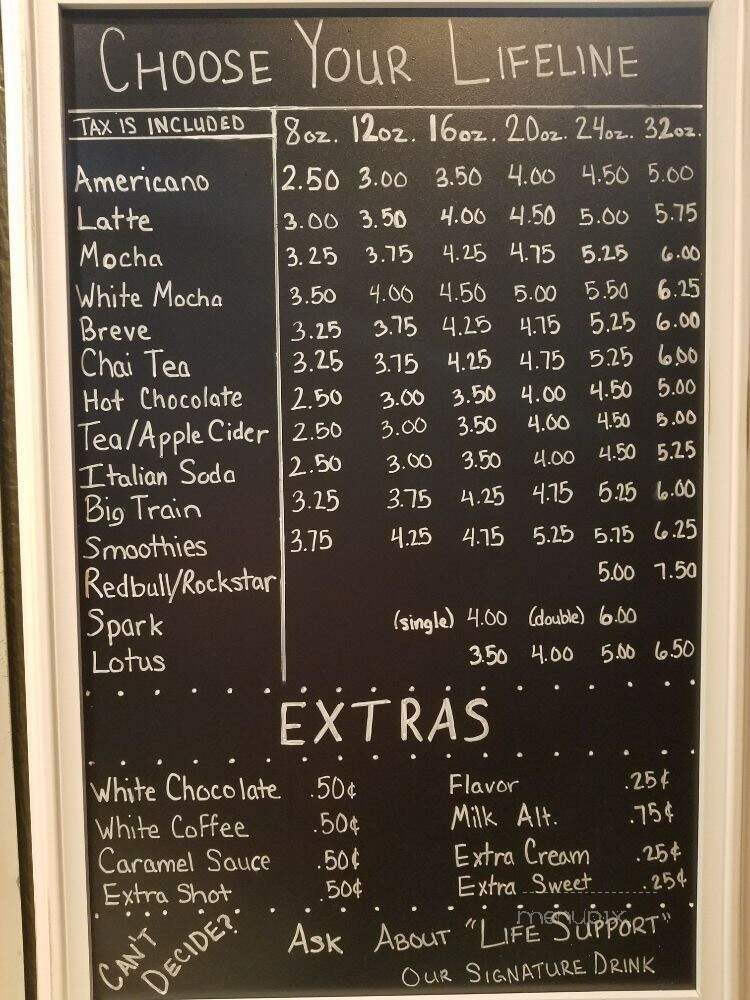 CHOOSE YOUR LIFELINE
TAX IS INCLUDED 8oz. 12oz. 16oz. 20oz. 24oz. 32oz.
Americano 2.50 3.00 3.50 4.00 4.50 5.00
Latte 3.00 3.50 4.00 4.50 5.00 5.75
Mocha 3.25 3.75 4.25 4.75 5.25 6.00
White Mocha 3.50 4.00 4.50 5.00 5.50 6.25
Breve 3.25 3.75 4.25 4.75 5.25 6.00
Chai Tea 3.25 3.75 4.25 4.75 5.25 6.00
Hot Chocolate 2.50 3.00 3.50 4.00 4.50 5.00
Tea/Apple Cider 2.50 3.00 3.50 4.00 4.50 5.00
Italian Soda 2.50 3.00 3.50 4.00 4.50 5.25
Big Train 3.25 3.75 4.25 4.75 5.25 6.00
Smoothies 3.75 4.25 4.75 5.25 5.75 6.25
Redbull/Rockstar 5.00 7.50
Spark (single) 4.00 (double) 6.00
Lotus 3.50 4.00 5.00 6.50
EXTRAS
White Chocolate .50¢ Flavor .25¢
White Coffee .50¢ Milk Alt. .75¢
Caramel Sauce .50¢ Extra Cream .25¢
Extra Shot .50¢ Extra Sweet .25¢
menupix
CAN'T DECIDE? ASK ABOUT "LIFE SUPPORT"
OUR SIGNATURE DRINK